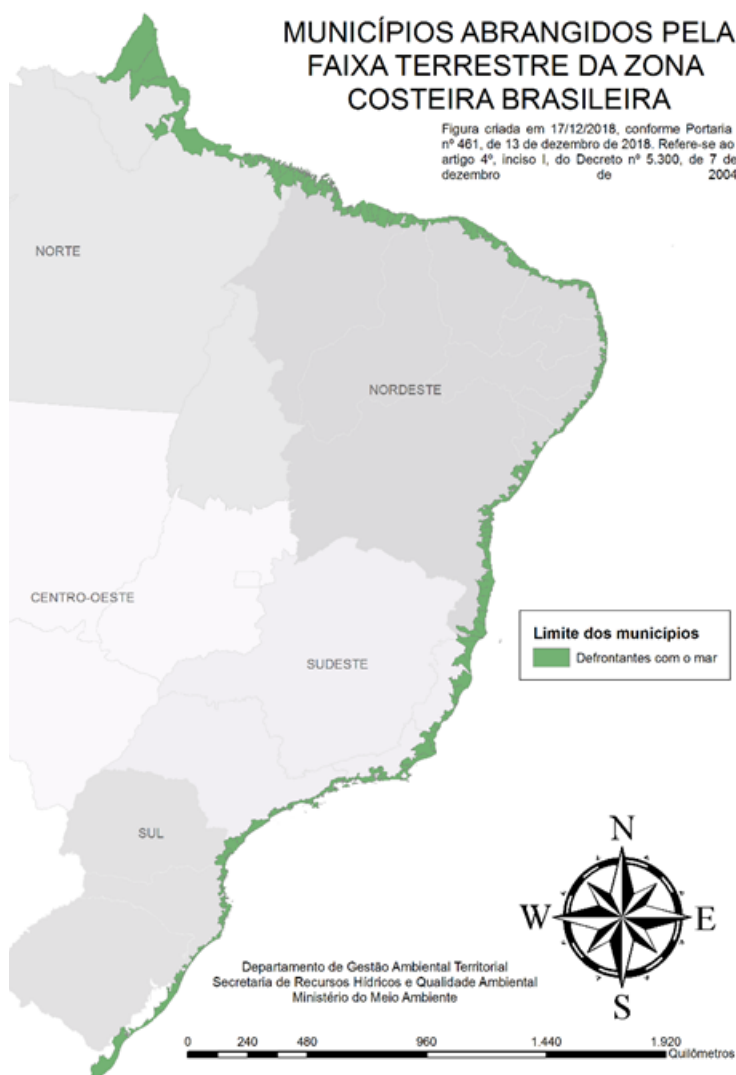 MUNICÍPIOS ABRANGIDOS PELA
FAIXA TERRESTRE DA ZONA
COSTEIRA BRASILEIRA
Figura criada em 17/12/2018, conforme Portaria
nº 461, de 13 de dezembro de 2018. Refere-se ao
artigo 4º, inciso I, do Decreto nº 5.300, de 7 de
dezembro de 2004
NORTE
NORDESTE
CENTRO-OESTE
SUDESTE
Limite dos municípios
Defrontantes com o mar
SUL
N
W E
S
Departamento de Gestão Ambiental Territorial
Secretaria de Recursos Hídricos e Qualidade Ambiental
Ministério do Meio Ambiente
0 240 480 960 1.440 1.920
Quilômetros